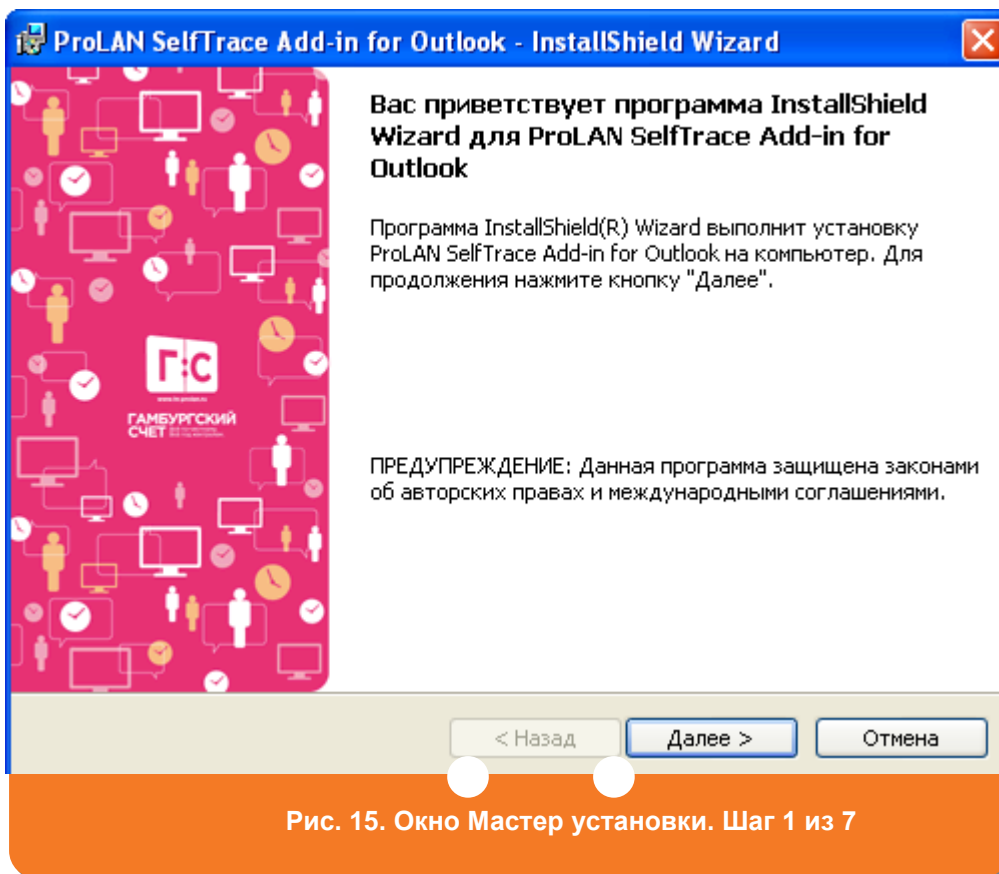 ProLAN SelfTrace Add-in for Outlook - InstallShield Wizard
Вас приветствует программа InstallShield
Wizard для ProLAN SelfTrace Add-in for
Outlook
Программа InstallShield(R) Wizard выполнит установку
ProLAN SelfTrace Add-in for Outlook на компьютер. Для
продолжения нажмите кнопку "Далее".
Г:С
ГАМБУРГСКИЙ
СЧЕТ
ПРЕДУПРЕЖДЕНИЕ: Данная программа защищена законами
об авторских правах и международными соглашениями.
< Назад
Далее >
Отмена
Рис. 15. Окно Мастер установки. Шаг 1 из 7